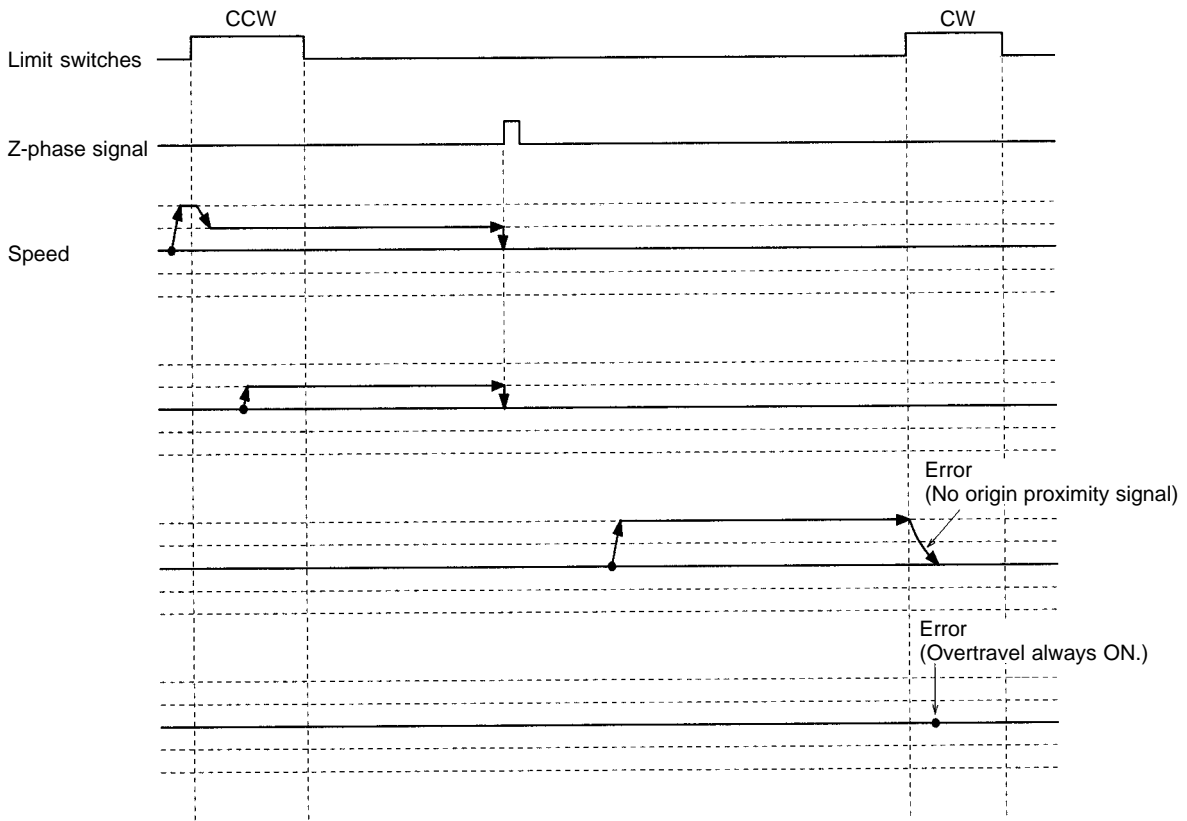 CCW
CW
Limit switches
Z-phase signal
Speed
Error
(No origin proximity signal)
Error
(Overtravel always ON.)